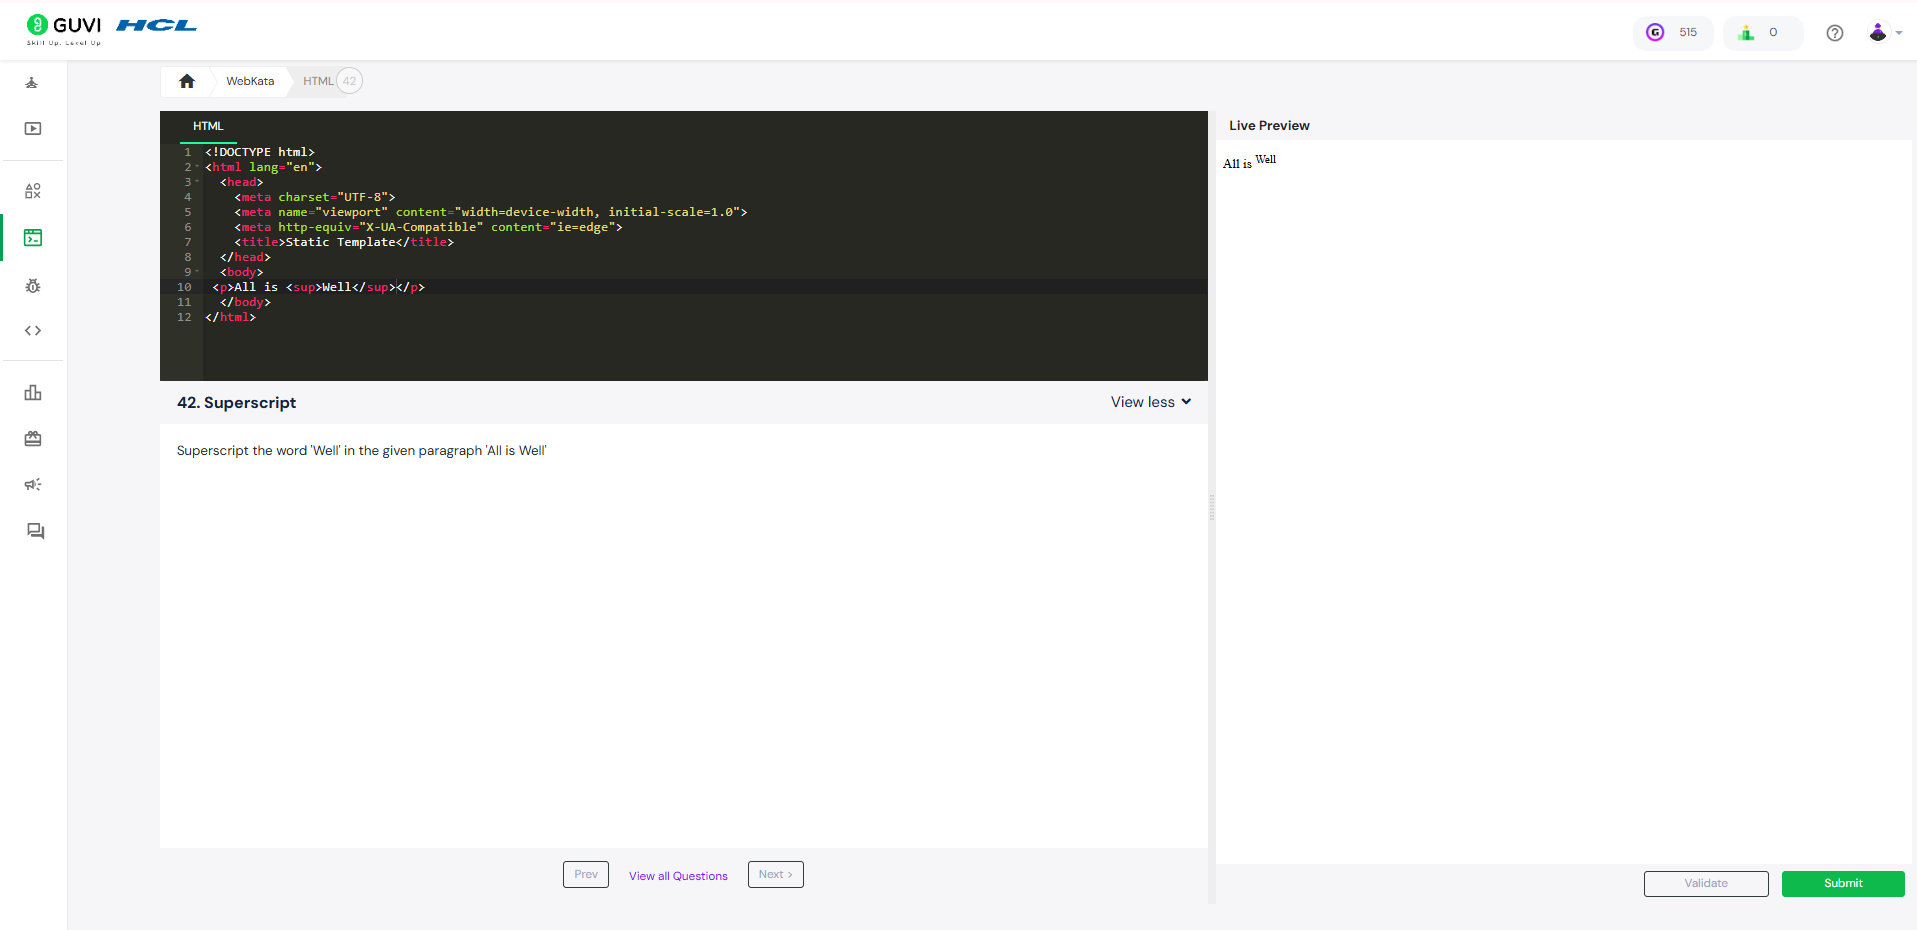 GUVI HCL
Skill Up. Level Up
515
0
WebKata
HTML 42
HTML
1 <!DOCTYPE html>
2 <html lang="en">
3 <head>
4 <meta charset="UTF-8">
5 <meta name="viewport" content="width=device-width, initial-scale=1.0">
6 <meta http-equiv="X-UA-Compatible" content="ie=edge">
7 <title>Static Template</title>
8 </head>
9 <body>
10 <p>All is <sup>Well</sup></p>
11 </body>
12 </html>
42. Superscript
View less
Superscript the word 'Well' in the given paragraph 'All is Well'
Prev
View all Questions
Next >
Live Preview
All is Well
Validate
Submit